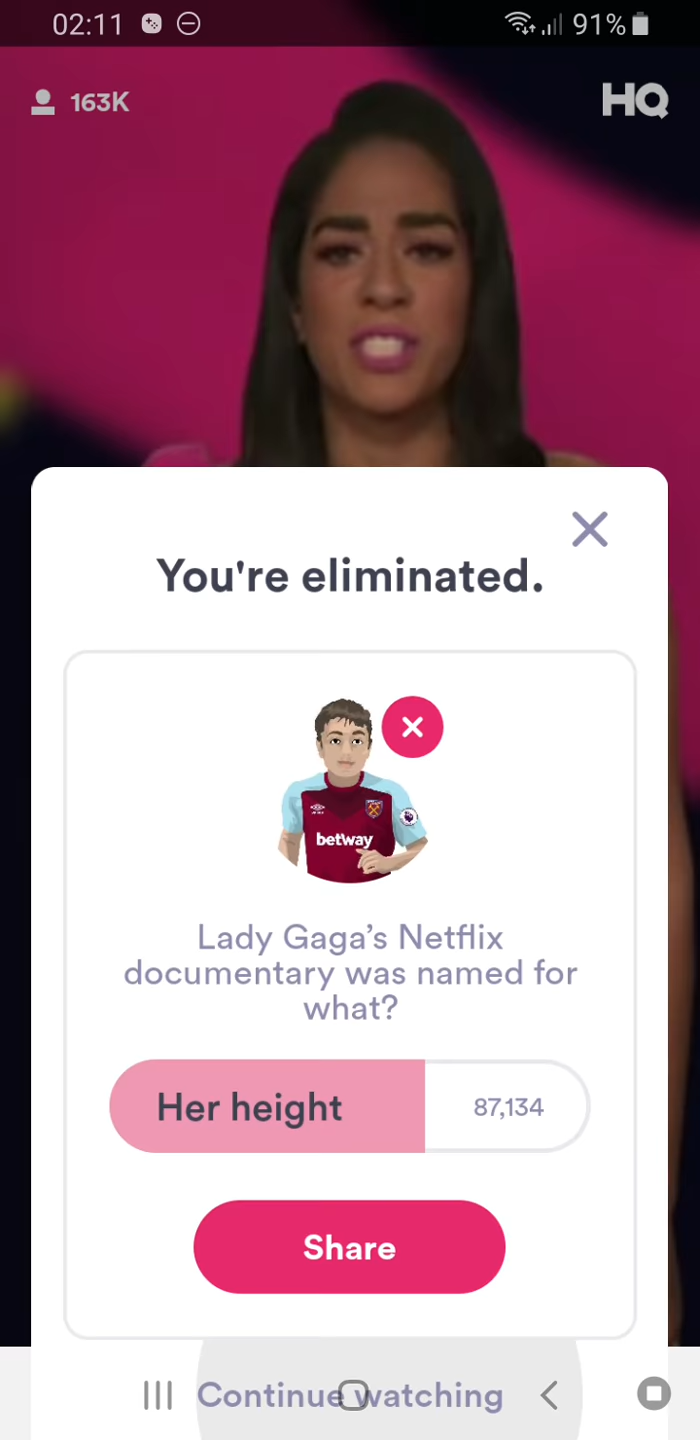 02:11 91%
163K HQ
You're eliminated.
betway
Lady Gaga’s Netflix
documentary was named for
what?
Her height 87,134
Share
Continue watching